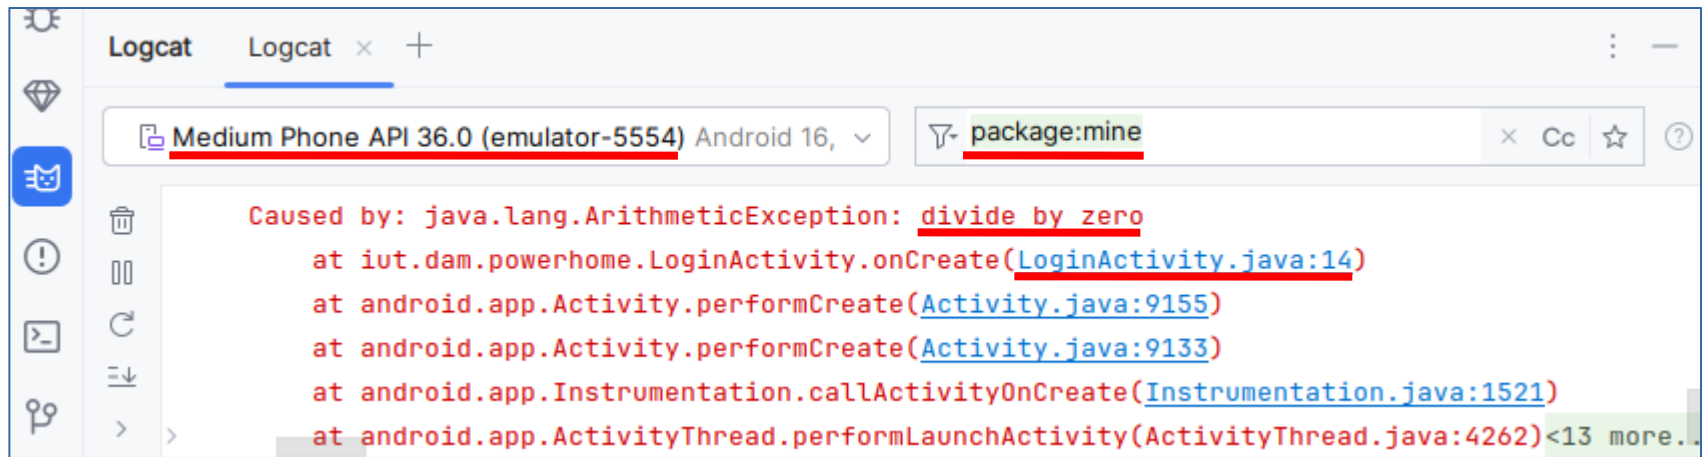 Logcat Logcat
Medium Phone API 36.0 (emulator-5554) Android 16, package:mine Cc
Caused by: java.lang.ArithmeticException: divide by zero
at iut.dam.powerhome.LoginActivity.onCreate(LoginActivity.java:14)
at android.app.Activity.performCreate(Activity.java:9155)
at android.app.Activity.performCreate(Activity.java:9133)
at android.app.Instrumentation.callActivityOnCreate(Instrumentation.java:1521)
at android.app.ActivityThread.performLaunchActivity(ActivityThread.java:4262)<13 more..